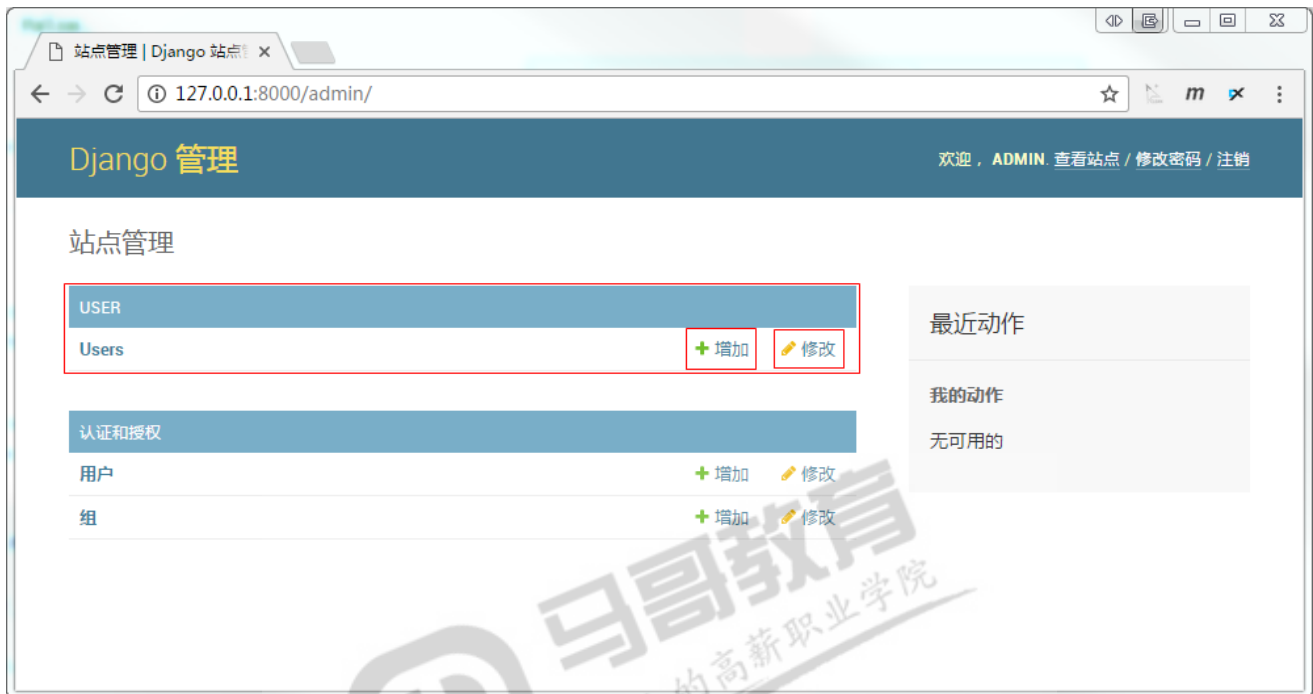 站点管理 | Django 站点
127.0.0.1:8000/admin/
m
Django 管理
欢迎， ADMIN. 查看站点 / 修改密码 / 注销
站点管理
USER
Users
增加
修改
认证和授权
用户
增加
修改
组
增加
修改
最近动作
我的动作
无可用的
马哥教育
的高薪职业学院